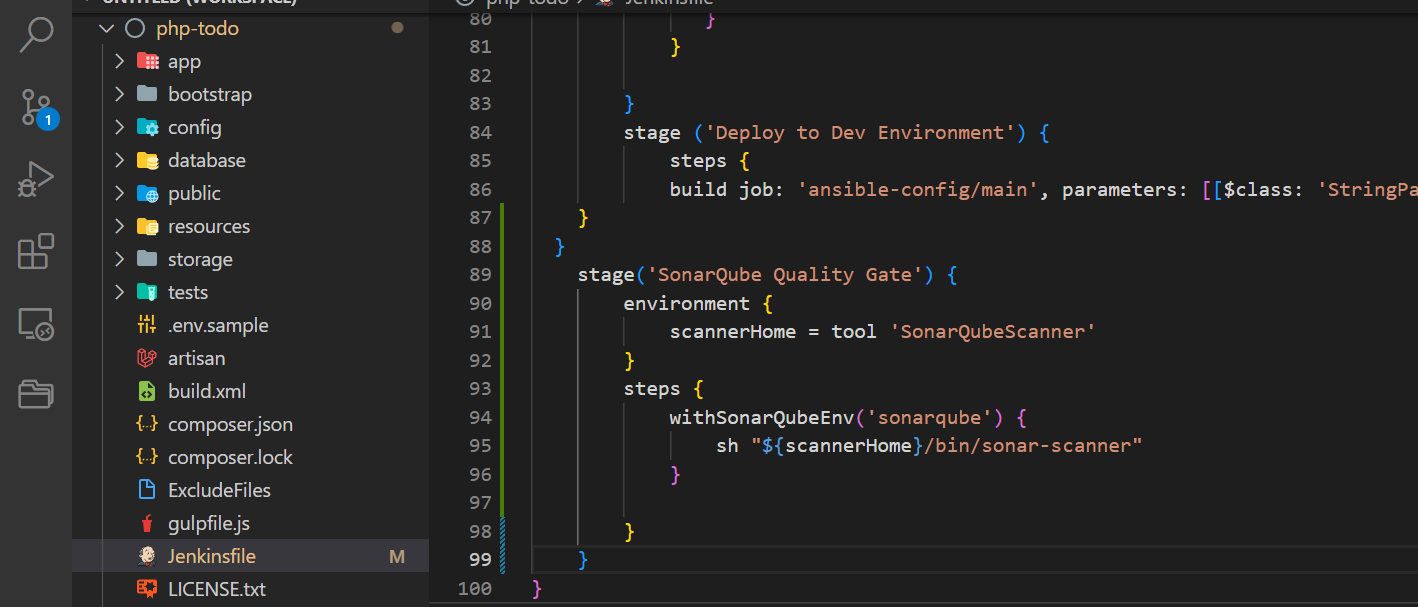 UNTITLED (WORKSPACE)
php-todo
app
bootstrap
config
database
public
resources
storage
tests
.env.sample
artisan
build.xml
composer.json
composer.lock
ExcludeFiles
gulpfile.js
Jenkinsfile M
LICENSE.txt
1
php-todo > Jenkinsfile
80 }
81 }
82
83 }
84 stage ('Deploy to Dev Environment') {
85 steps {
86 build job: 'ansible-config/main', parameters: [[$class: 'StringPa
87 }
88 }
89 stage('SonarQube Quality Gate') {
90 environment {
91 scannerHome = tool 'SonarQubeScanner'
92 }
93 steps {
94 withSonarQubeEnv('sonarqube') {
95 sh "${scannerHome}/bin/sonar-scanner"
96 }
97
98 }
99 }
100 }